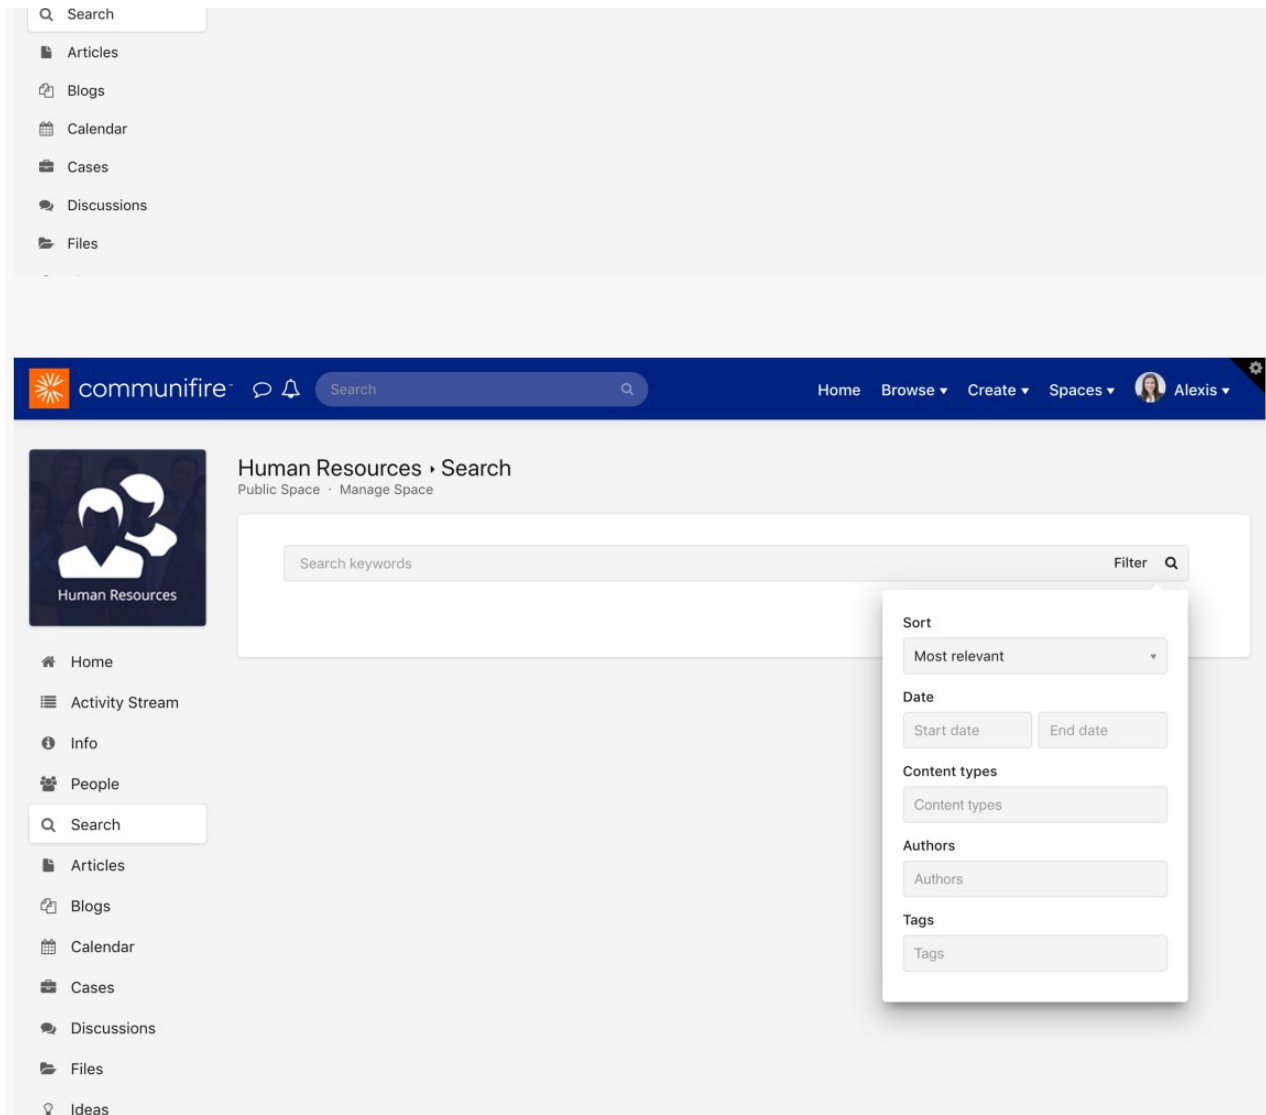 Search
Articles
Blogs
Calendar
Cases
Discussions
Files
communifire™ Search Home Browse ▾ Create ▾ Spaces ▾ Alexis ▾
Human Resources
Human Resources ‣ Search
Public Space · Manage Space
Search keywords Filter
Sort
Most relevant
Date
Start date End date
Content types
Content types
Authors
Authors
Tags
Tags
Home
Activity Stream
Info
People
Search
Articles
Blogs
Calendar
Cases
Discussions
Files
Ideas